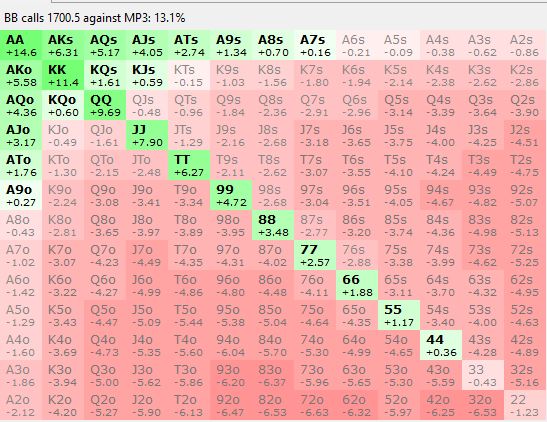 BB calls 1700.5 against MP3: 13.1%
AA AKs AQs AJs ATs A9s A8s A7s A6s A5s A4s A3s A2s
+14.6 +6.31 +5.17 +4.05 +2.74 +1.34 +0.70 +0.16 -0.21 -0.09 -0.38 -0.62 -0.86
AKo KK KQs KJs KTs K9s K8s K7s K6s K5s K4s K3s K2s
+5.58 +11.4 +1.61 +0.59 -0.15 -1.03 -1.56 -1.80 -1.94 -2.14 -2.38 -2.62 -2.86
AQo KQo QQ QJs QTs Q9s Q8s Q7s Q6s Q5s Q4s Q3s Q2s
+4.36 +0.60 +9.69 -0.48 -0.96 -1.84 -2.36 -2.91 -2.96 -3.14 -3.39 -3.64 -3.90
AJo KJo QJo JJ JTs J9s J8s J7s J6s J5s J4s J3s J2s
+3.17 -0.49 -1.61 +7.90 -1.29 -2.16 -2.68 -3.18 -3.65 -3.75 -4.00 -4.25 -4.51
ATo KTo QTo JTo TT T9s T8s T7s T6s T5s T4s T3s T2s
+1.76 -1.30 -2.15 -2.48 +6.27 -2.11 -2.62 -3.07 -3.55 -4.10 -4.24 -4.49 -4.75
A9o K9o Q9o J9o T9o 99 98s 97s 96s 95s 94s 93s 92s
+0.27 -2.24 -3.08 -3.41 -3.34 +4.72 -2.68 -3.04 -3.51 -4.05 -4.67 -4.82 -5.07
A8o K8o Q8o J8o T8o 98o 88 87s 86s 85s 84s 83s 82s
-0.43 -2.81 -3.65 -3.97 -3.89 -3.95 +3.48 -2.77 -3.20 -3.74 -4.36 -4.98 -5.13
A7o K7o Q7o J7o T7o 97o 87o 77 76s 75s 74s 73s 72s
-1.02 -3.07 -4.23 -4.49 -4.35 -4.31 -4.02 +2.57 -2.88 -3.38 -3.99 -4.62 -5.25
A6o K6o Q6o J6o T6o 96o 86o 76o 66 65s 64s 63s 62s
-1.42 -3.22 -4.27 -4.99 -4.86 -4.80 -4.48 -4.11 +1.88 -3.11 -3.70 -4.32 -4.95
A5o K5o Q5o J5o T5o 95o 85o 75o 65o 55 54s 53s 52s
-1.29 -3.43 -4.47 -5.09 -5.44 -5.38 -5.04 -4.64 -4.35 +1.17 -3.40 -4.00 -4.63
A4o K4o Q4o J4o T4o 94o 84o 74o 64o 54o 44 43s 42s
-1.60 -3.69 -4.73 -5.35 -5.60 -6.04 -5.70 -5.30 -4.99 -4.65 +0.36 -4.28 -4.89
A3o K3o Q3o J3o T3o 93o 83o 73o 63o 53o 43o 33 32s
-1.86 -3.94 -5.00 -5.62 -5.86 -6.20 -6.37 -5.96 -5.65 -5.30 -5.59 -0.43 -5.16
A2o K2o Q2o J2o T2o 92o 82o 72o 62o 52o 42o 32o 22
-2.12 -4.20 -5.27 -5.90 -6.13 -6.47 -6.53 -6.63 -6.32 -5.97 -6.25 -6.53 -1.23